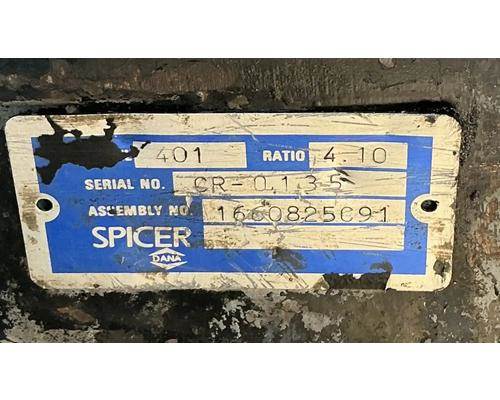 401 RATIO 4.10
SERIAL NO. CR-0135
ASSEMBLY NO. 1660825C91
SPICER
DANA